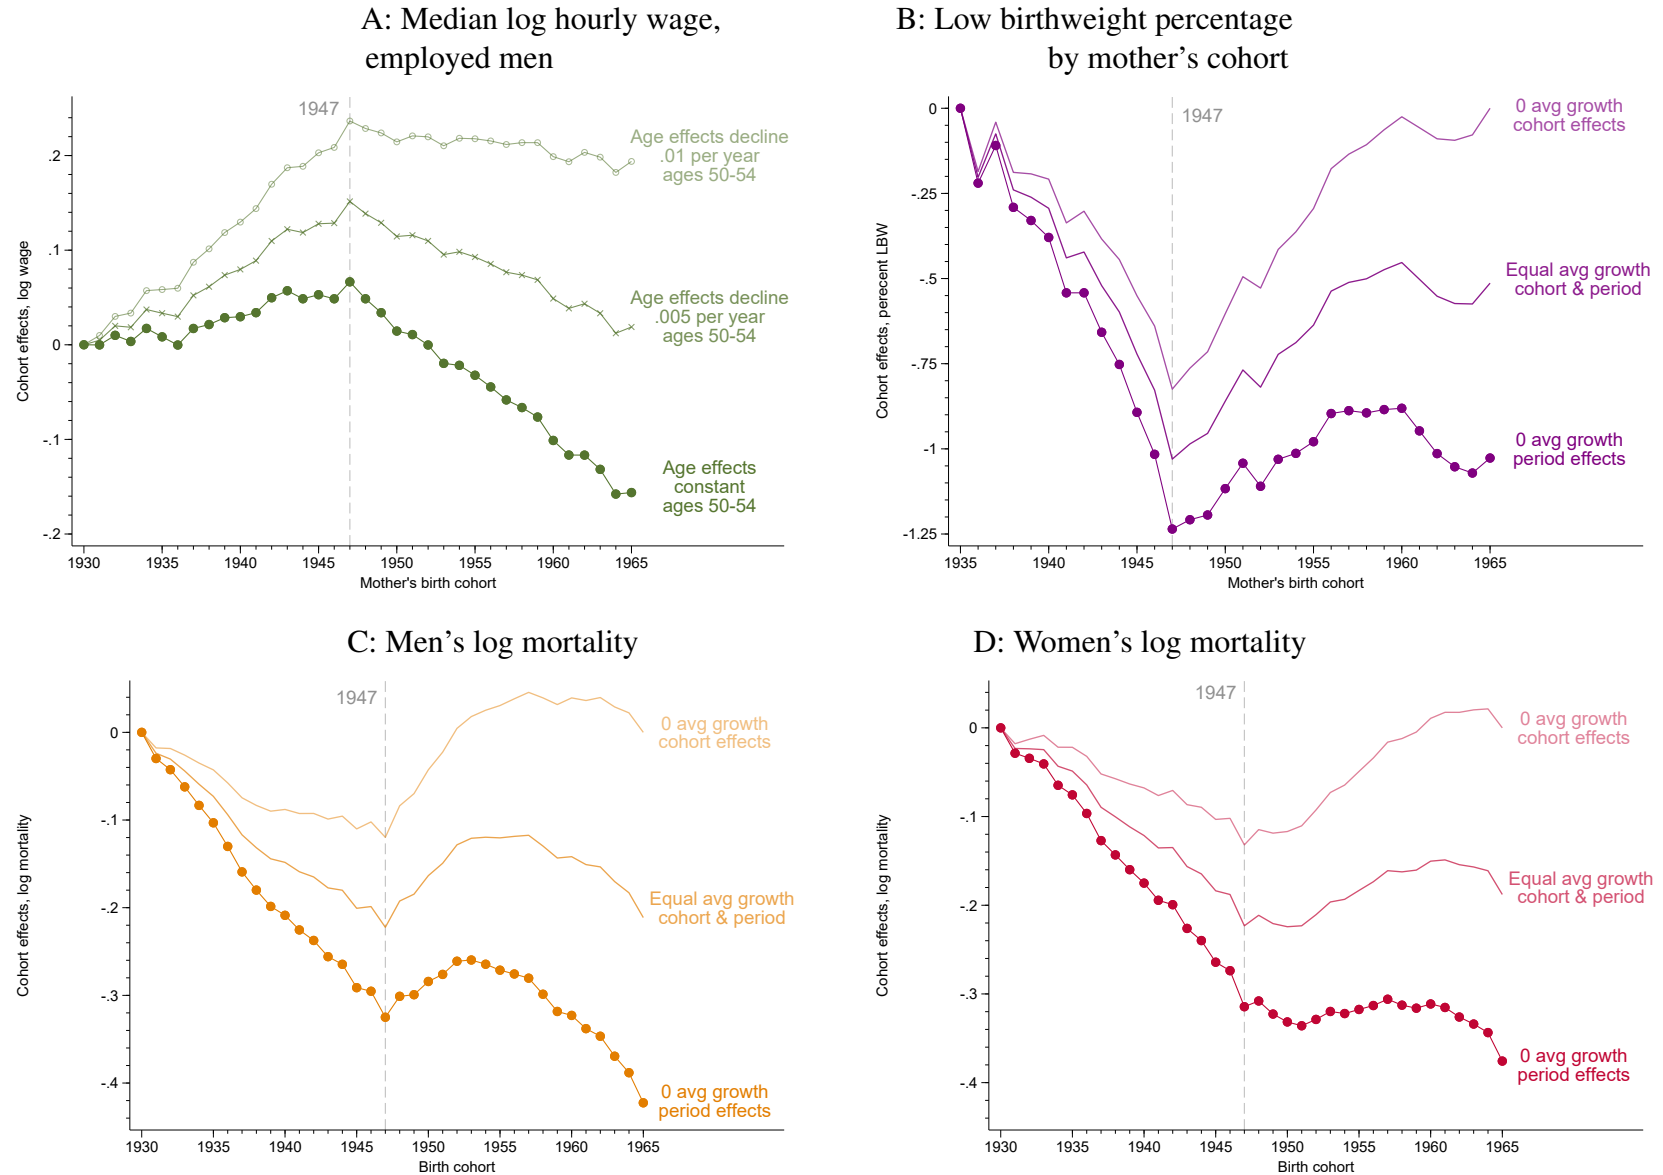 A: Median log hourly wage,
employed men
1947
Age effects decline
.01 per year
ages 50-54
Age effects decline
.005 per year
ages 50-54
Age effects
constant
ages 50-54
Cohort effects, log wage
.2
.1
0
-.1
-.2
1930 1935 1940 1945 1950 1955 1960 1965
Mother's birth cohort
B: Low birthweight percentage
by mother’s cohort
1947
0 avg growth
cohort effects
Equal avg growth
cohort & period
0 avg growth
period effects
Cohort effects, perecent LBW
0
-.25
-.5
-.75
-1
-1.25
1935 1940 1945 1950 1955 1960 1965
Mother's birth cohort
C: Men’s log mortality
1947
0 avg growth
cohort effects
Equal avg growth
cohort & period
0 avg growth
period effects
Cohort effects, log mortality
0
-.1
-.2
-.3
-.4
1930 1935 1940 1945 1950 1955 1960 1965
Birth cohort
D: Women’s log mortality
1947
0 avg growth
cohort effects
Equal avg growth
cohort & period
0 avg growth
period effects
Cohort effects, log mortality
0
-.1
-.2
-.3
-.4
1930 1935 1940 1945 1950 1955 1960 1965
Birth cohort